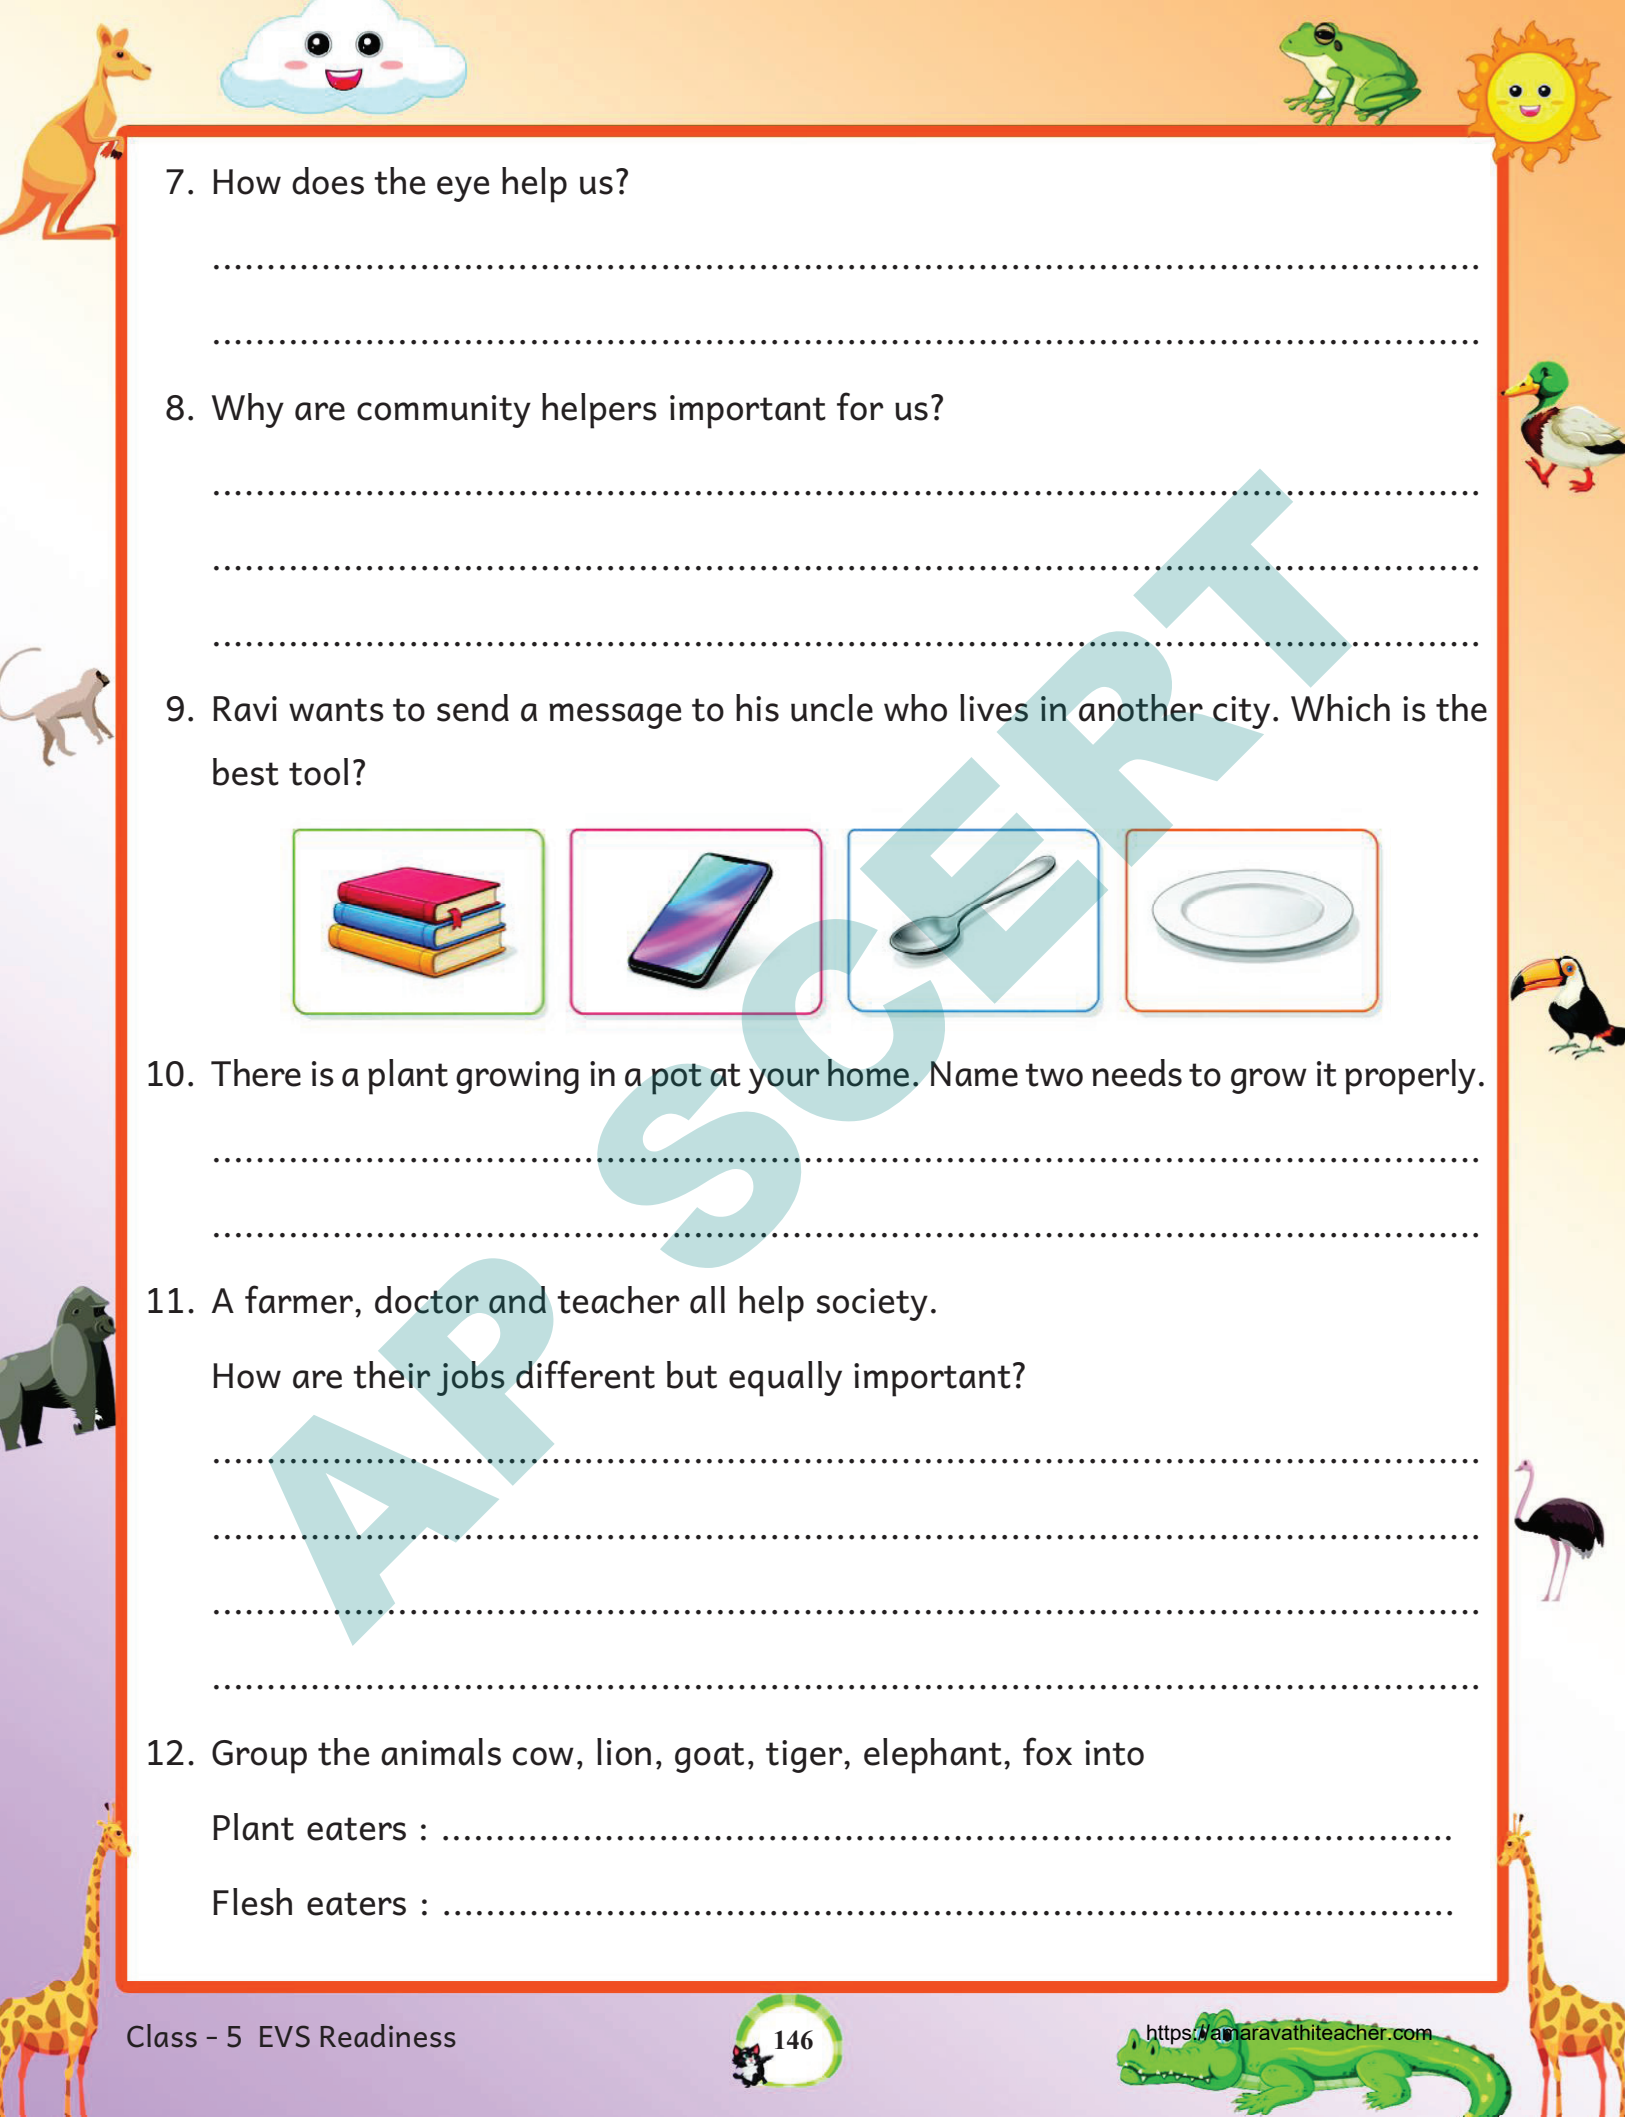 7. How does the eye help us?
........................................................................
........................................................................
8. Why are community helpers important for us?
........................................................................
........................................................................
........................................................................
9. Ravi wants to send a message to his uncle who lives in another city. Which is the
best tool?
10. There is a plant growing in a pot at your home. Name two needs to grow it properly.
........................................................................
........................................................................
11. A farmer, doctor and teacher all help society.
How are their jobs different but equally important?
........................................................................
........................................................................
........................................................................
........................................................................
12. Group the animals cow, lion, goat, tiger, elephant, fox into
Plant eaters : ........................................................................
Flesh eaters : ........................................................................
AP SCERT
Class - 5 EVS Readiness
146
https://amaravathiteacher.com